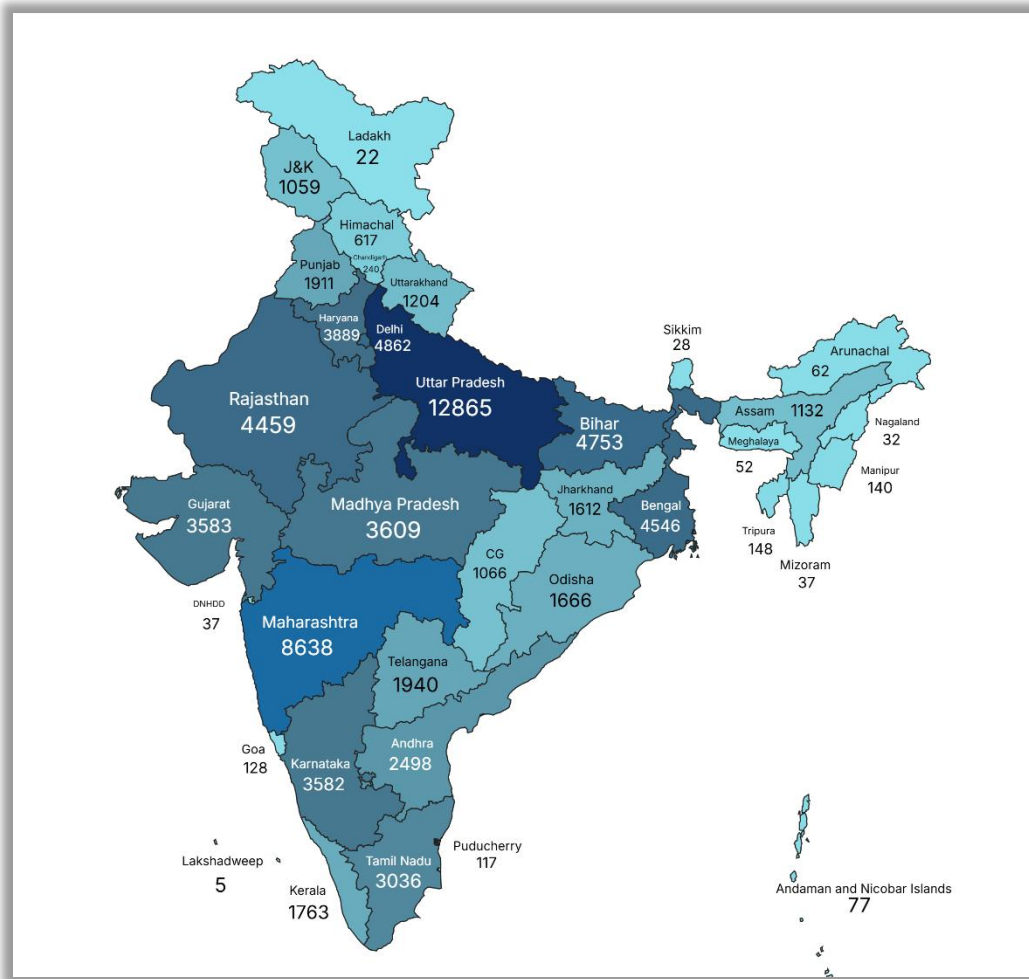 Ladakh
22
J&K
1059
Himachal
617
Chandigarh
240
Punjab
1911
Uttarakhand
1204
Haryana
3889
Delhi
4862
Uttar Pradesh
12865
Rajasthan
4459
Bihar
4753
Sikkim
28
Arunachal
62
Assam 1132
Nagaland
32
Meghalaya
52
Manipur
140
Tripura
148
Mizoram
37
Gujarat
3583
Madhya Pradesh
3609
Jharkhand
1612
Bengal
4546
CG
1066
Odisha
1666
DNHDD
37
Maharashtra
8638
Telangana
1940
Goa
128
Karnataka
3582
Andhra
2498
Lakshadweep
5
Kerala
1763
Tamil Nadu
3036
Puducherry
117
Andaman and Nicobar Islands
77